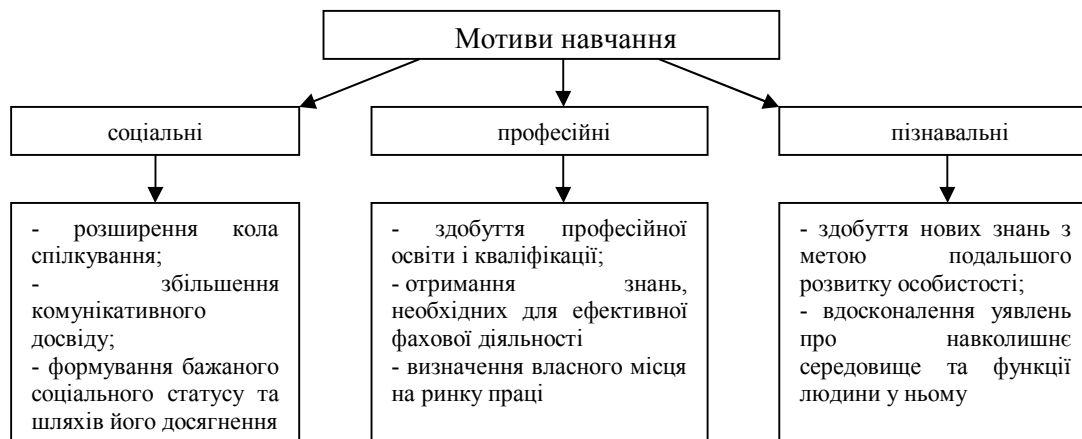 Мотиви навчання
соціальні
професійні
пізнавальні
- розширення кола
спілкування;
- збільшення
комунікативного
досвіду;
- формування бажаного
соціального статусу та
шляхів його досягнення
- здобуття професійної
освіти і кваліфікації;
- отримання знань,
необхідних для ефективної
фахової діяльності
- визначення власного місця
на ринку праці
- здобуття нових знань з
метою подальшого
розвитку особистості;
- вдосконалення уявлень
про навколишнє
середовище та функції
людини у ньому